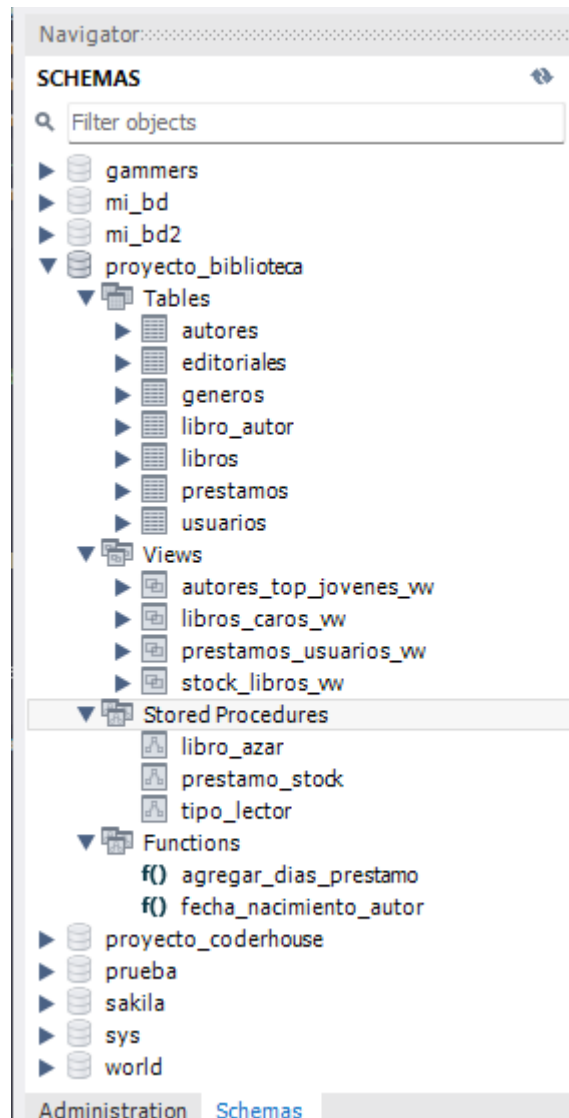 Navigator
SCHEMAS
Filter objects
gammers
mi_bd
mi_bd2
proyecto_biblioteca
Tables
autores
editoriales
generos
libro_autor
libros
prestamos
usuarios
Views
autores_top_jovenes_vw
libros_caros_vw
prestamos_usuarios_vw
stock_libros_vw
Stored Procedures
libro_azar
prestamo_stock
tipo_lector
Functions
f() agregar_dias_prestamo
f() fecha_nacimiento_autor
proyecto_coderhouse
prueba
sakila
sys
world
Administration Schemas